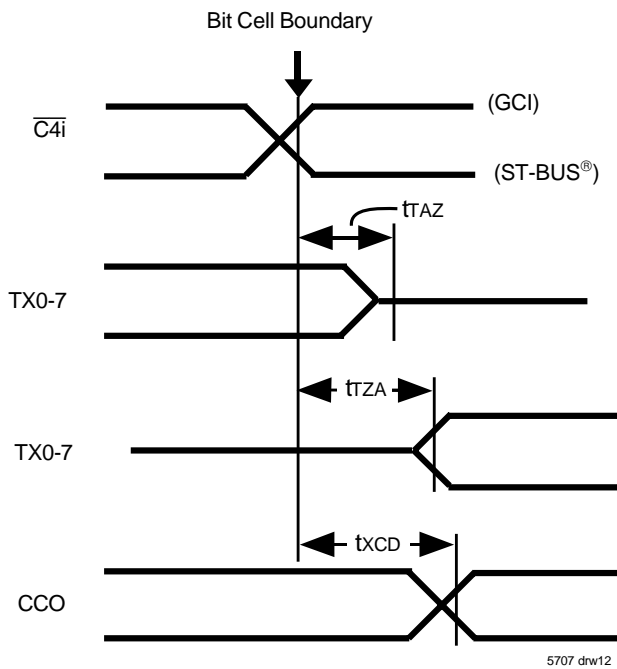 Bit Cell Boundary
C4i
(GCI)
(ST-BUS®)
tTAZ
TX0-7
tTZA
TX0-7
tXCD
CCO
5707 drw12